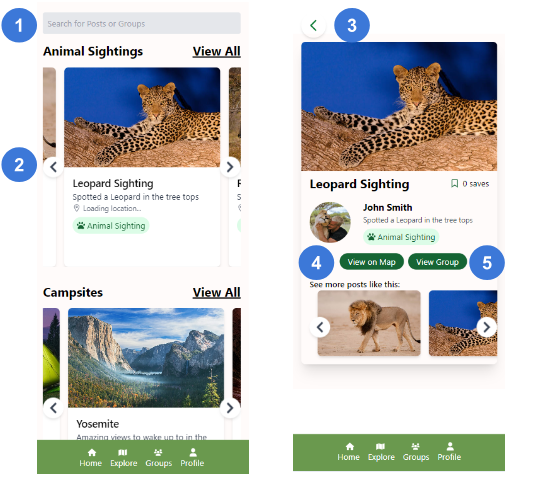 1
Search for Posts or Groups
Animal Sightings View All
2
Leopard Sighting
Spotted a Leopard in the tree tops
Loading location...
Animal Sighting
Campsites View All
Yosemite
Amazing views to wake up to in the
Home Explore Groups Profile
3
Leopard Sighting 0 saves
John Smith
Spotted a Leopard in the tree tops
Animal Sighting
4 View on Map View Group 5
See more posts like this:
Home Explore Groups Profile